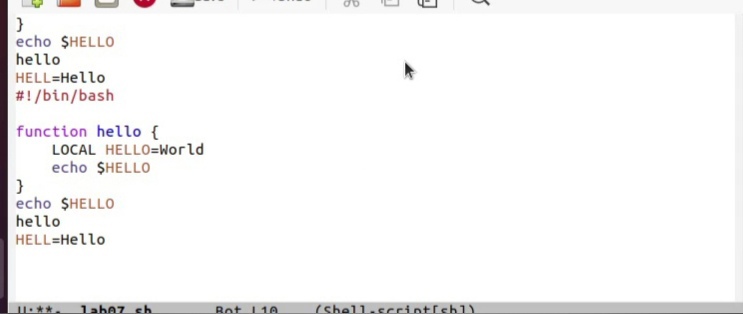 }
echo $HELLO
hello
HELL=Hello
#!/bin/bash
function hello {
LOCAL HELLO=World
echo $HELLO
}
echo $HELLO
hello
HELL=Hello
U:**- lab07.sh Bot L10 (Shell-script[sh])